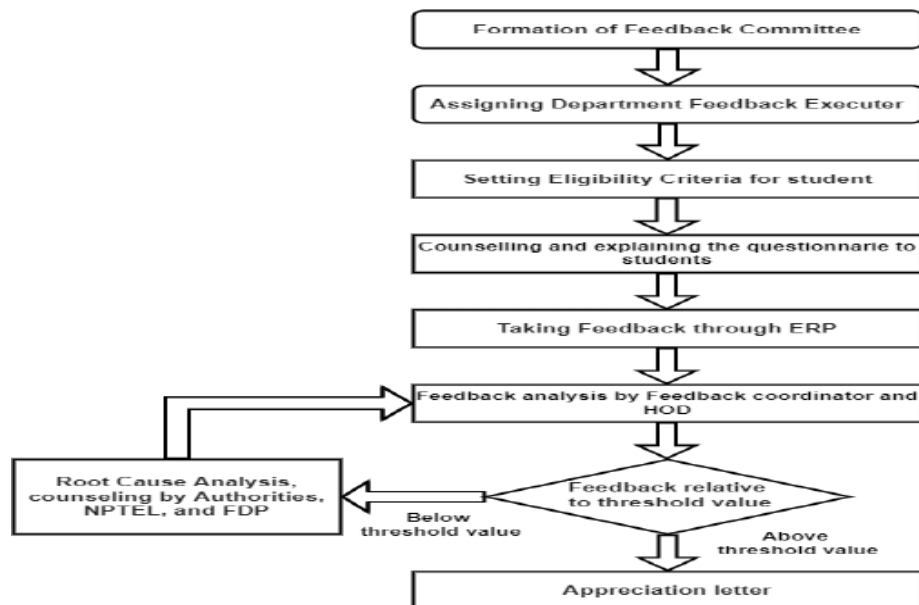 Formation of Feedback Committee
Assigning Department Feedback Executer
Setting Eligibility Criteria for student
Counselling and explaining the questionnarie to
students
Taking Feedback through ERP
Feedback analysis by Feedback coordinator and
HOD
Feedback relative
to threshold value
Below
threshold value
Root Cause Analysis,
counseling by Authorities,
NPTEL, and FDP
Above
threshold value
Appreciation letter